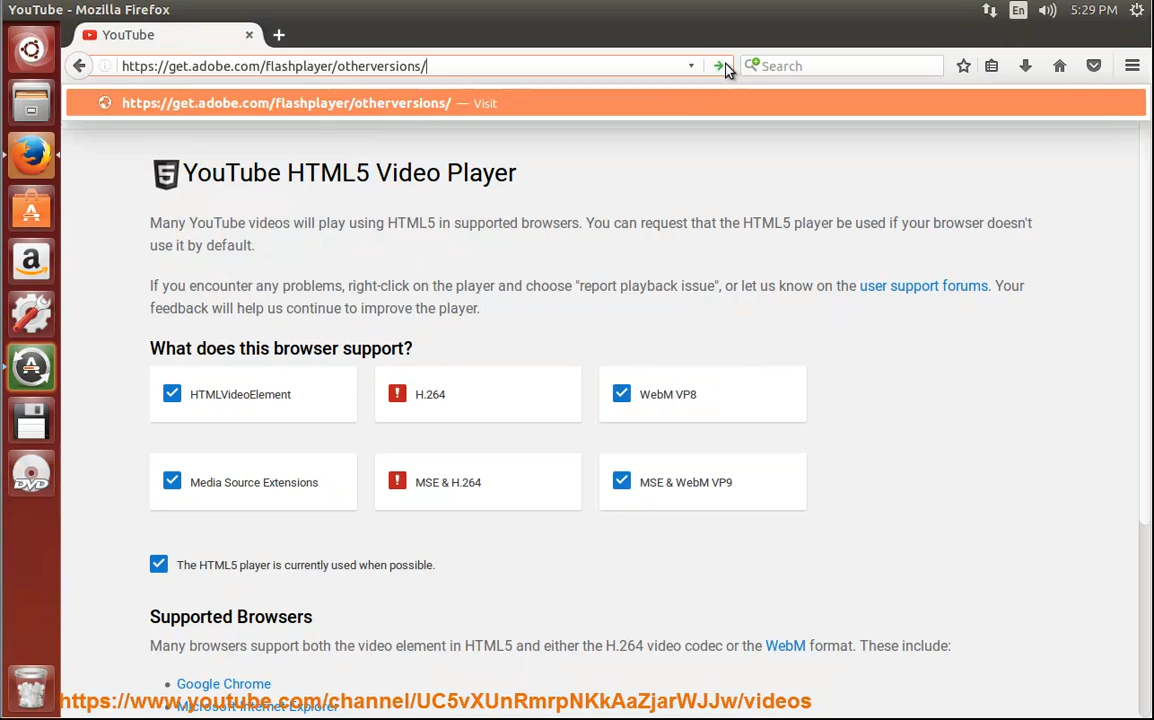 YouTube - Mozilla Firefox
En
5:29 PM
YouTube
https://get.adobe.com/flashplayer/otherversions/
Search
https://get.adobe.com/flashplayer/otherversions/ — Visit
YouTube HTML5 Video Player
Many YouTube videos will play using HTML5 in supported browsers. You can request that the HTML5 player be used if your browser doesn't
use it by default.
If you encounter any problems, right-click on the player and choose "report playback issue", or let us know on the user support forums. Your
feedback will help us continue to improve the player.
What does this browser support?
HTMLVideoElement
H.264
WebM VP8
Media Source Extensions
MSE & H.264
MSE & WebM VP9
The HTML5 player is currently used when possible.
Supported Browsers
Many browsers support both the video element in HTML5 and either the H.264 video codec or the WebM format. These include:
Google Chrome
https://www.youtube.com/channel/UC5vXUnRmrpNKkAaZjarWJJw/videos
Microsoft Internet Explorer
DVD